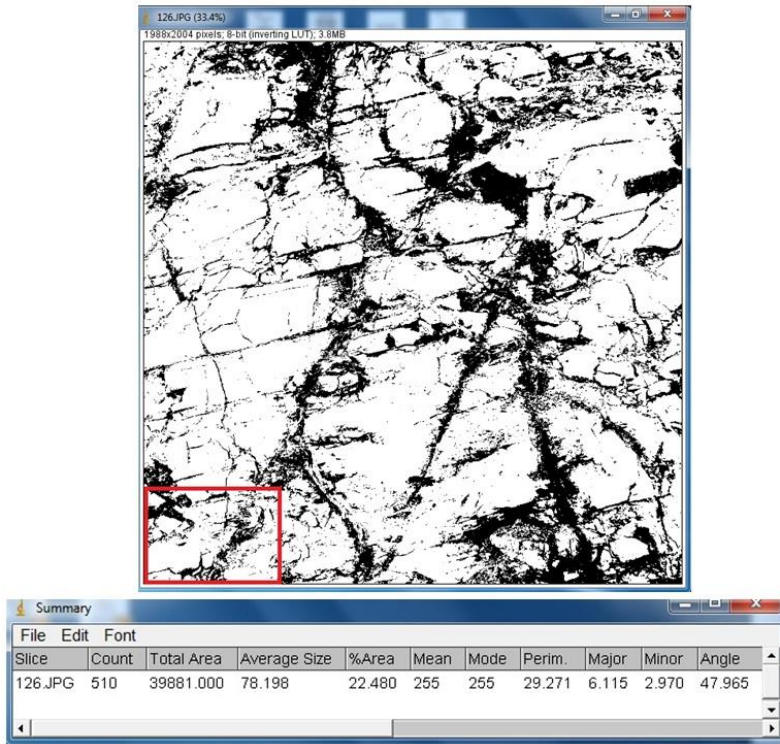 126.JPG (33.4%)
1988x2004 pixels; 8-bit (inverting LUT); 3.8MB
Summary
File Edit Font
Slice Count Total Area Average Size %Area Mean Mode Perim. Major Minor Angle
126.JPG 510 39881.000 78.198 22.480 255 255 29.271 6.115 2.970 47.965